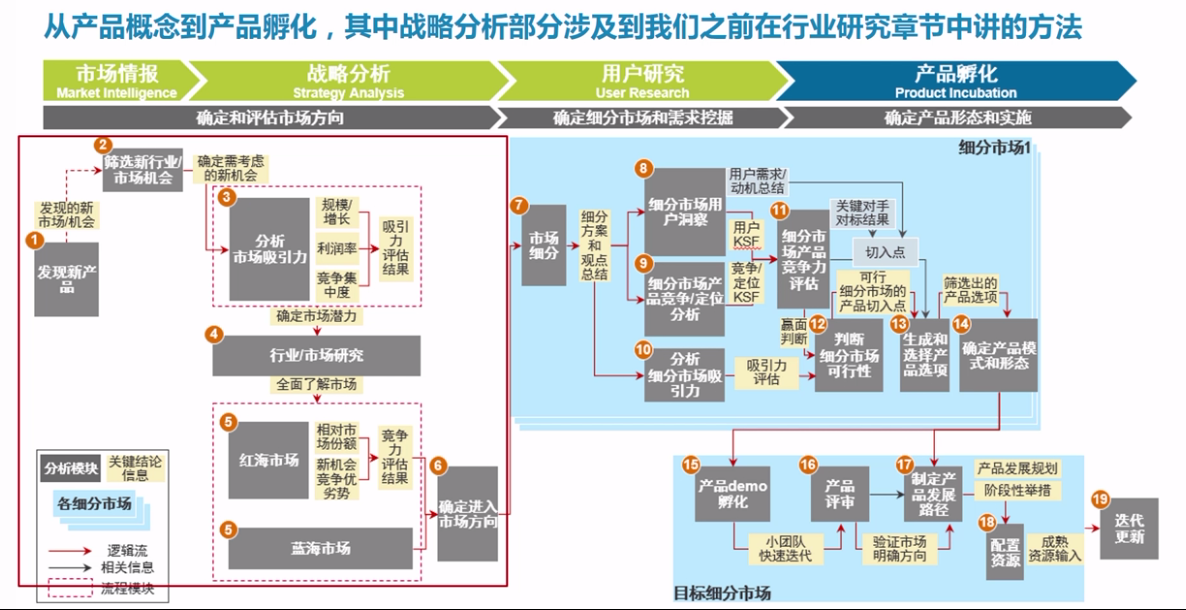 从产品概念到产品孵化，其中战略分析部分涉及到我们之前在行业研究章节中讲的方法
市场情报
Market Intelligence
战略分析
Strategy Analysis
用户研究
User Research
产品孵化
Product Incubation
确定和评估市场方向
确定细分市场和需求挖掘
确定产品形态和实施
1
发现新产
品
发现的新
市场/机会
2
筛选新行业/
市场机会
确定需考虑
的新机会
3
分析
市场吸引力
规模/
增长
利润率
竞争集
中度
吸引
力
评估
结果
确定市场潜力
4
行业/市场研究
全面了解市场
5
红海市场
相对市
场份额
新机会
竞争优
劣势
竞争
力
评估
结果
5
蓝海市场
6
确定进入
市场方向
分析模块
关键结论
信息
各细分市场
逻辑流
相关信息
流程模块
细分市场1
7
市场
细分
细分
方案
和
观点
总结
8
细分市场用
户洞察
用户需求/
动机总结
用户
KSF
9
细分市场产
品竞争/定位
分析
竞争/
定位
KSF
10
分析
细分市场吸
引力
吸引力
评估
11
细分市
场产品
竞争力
评估
关键对手
对标结果
切入点
赢面
判断
12
判断
细分市场
可行性
可行
细分市场的
产品切入点
13
生成和
选择产
品选项
筛选出的
产品选项
14
确定产品模
式和形态
15
产品demo
孵化
小团队
快速迭代
16
产品
评审
验证市场
明确方向
17
制定产
品发展
路径
产品发展规划
阶段性举措
18
配置
资源
成熟
资源输入
19
迭代
更新
目标细分市场